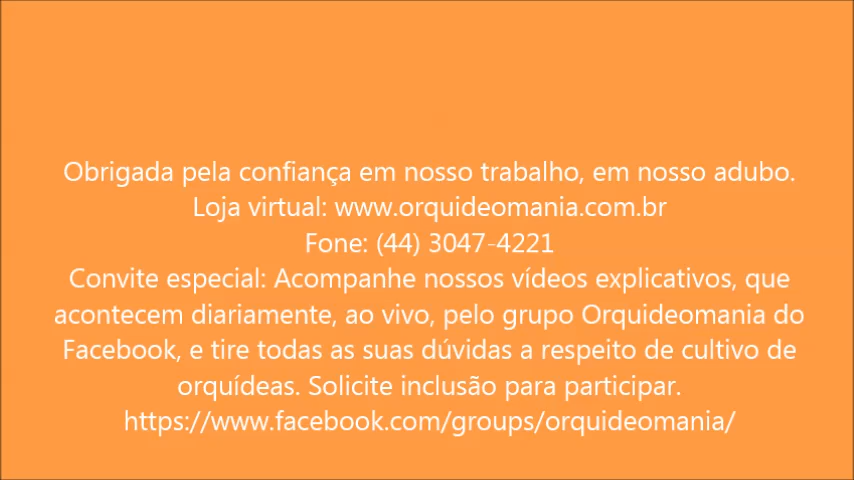 Obrigada pela confiança em nosso trabalho, em nosso adubo.
Loja virtual: www.orquideomania.com.br
Fone: (44) 3047-4221
Convite especial: Acompanhe nossos vídeos explicativos, que
acontecem diariamente, ao vivo, pelo grupo Orquideomania do
Facebook, e tire todas as suas dúvidas a respeito de cultivo de
orquídeas. Solicite inclusão para participar.
https://www.facebook.com/groups/orquideomania/